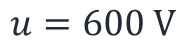 u = 600 V